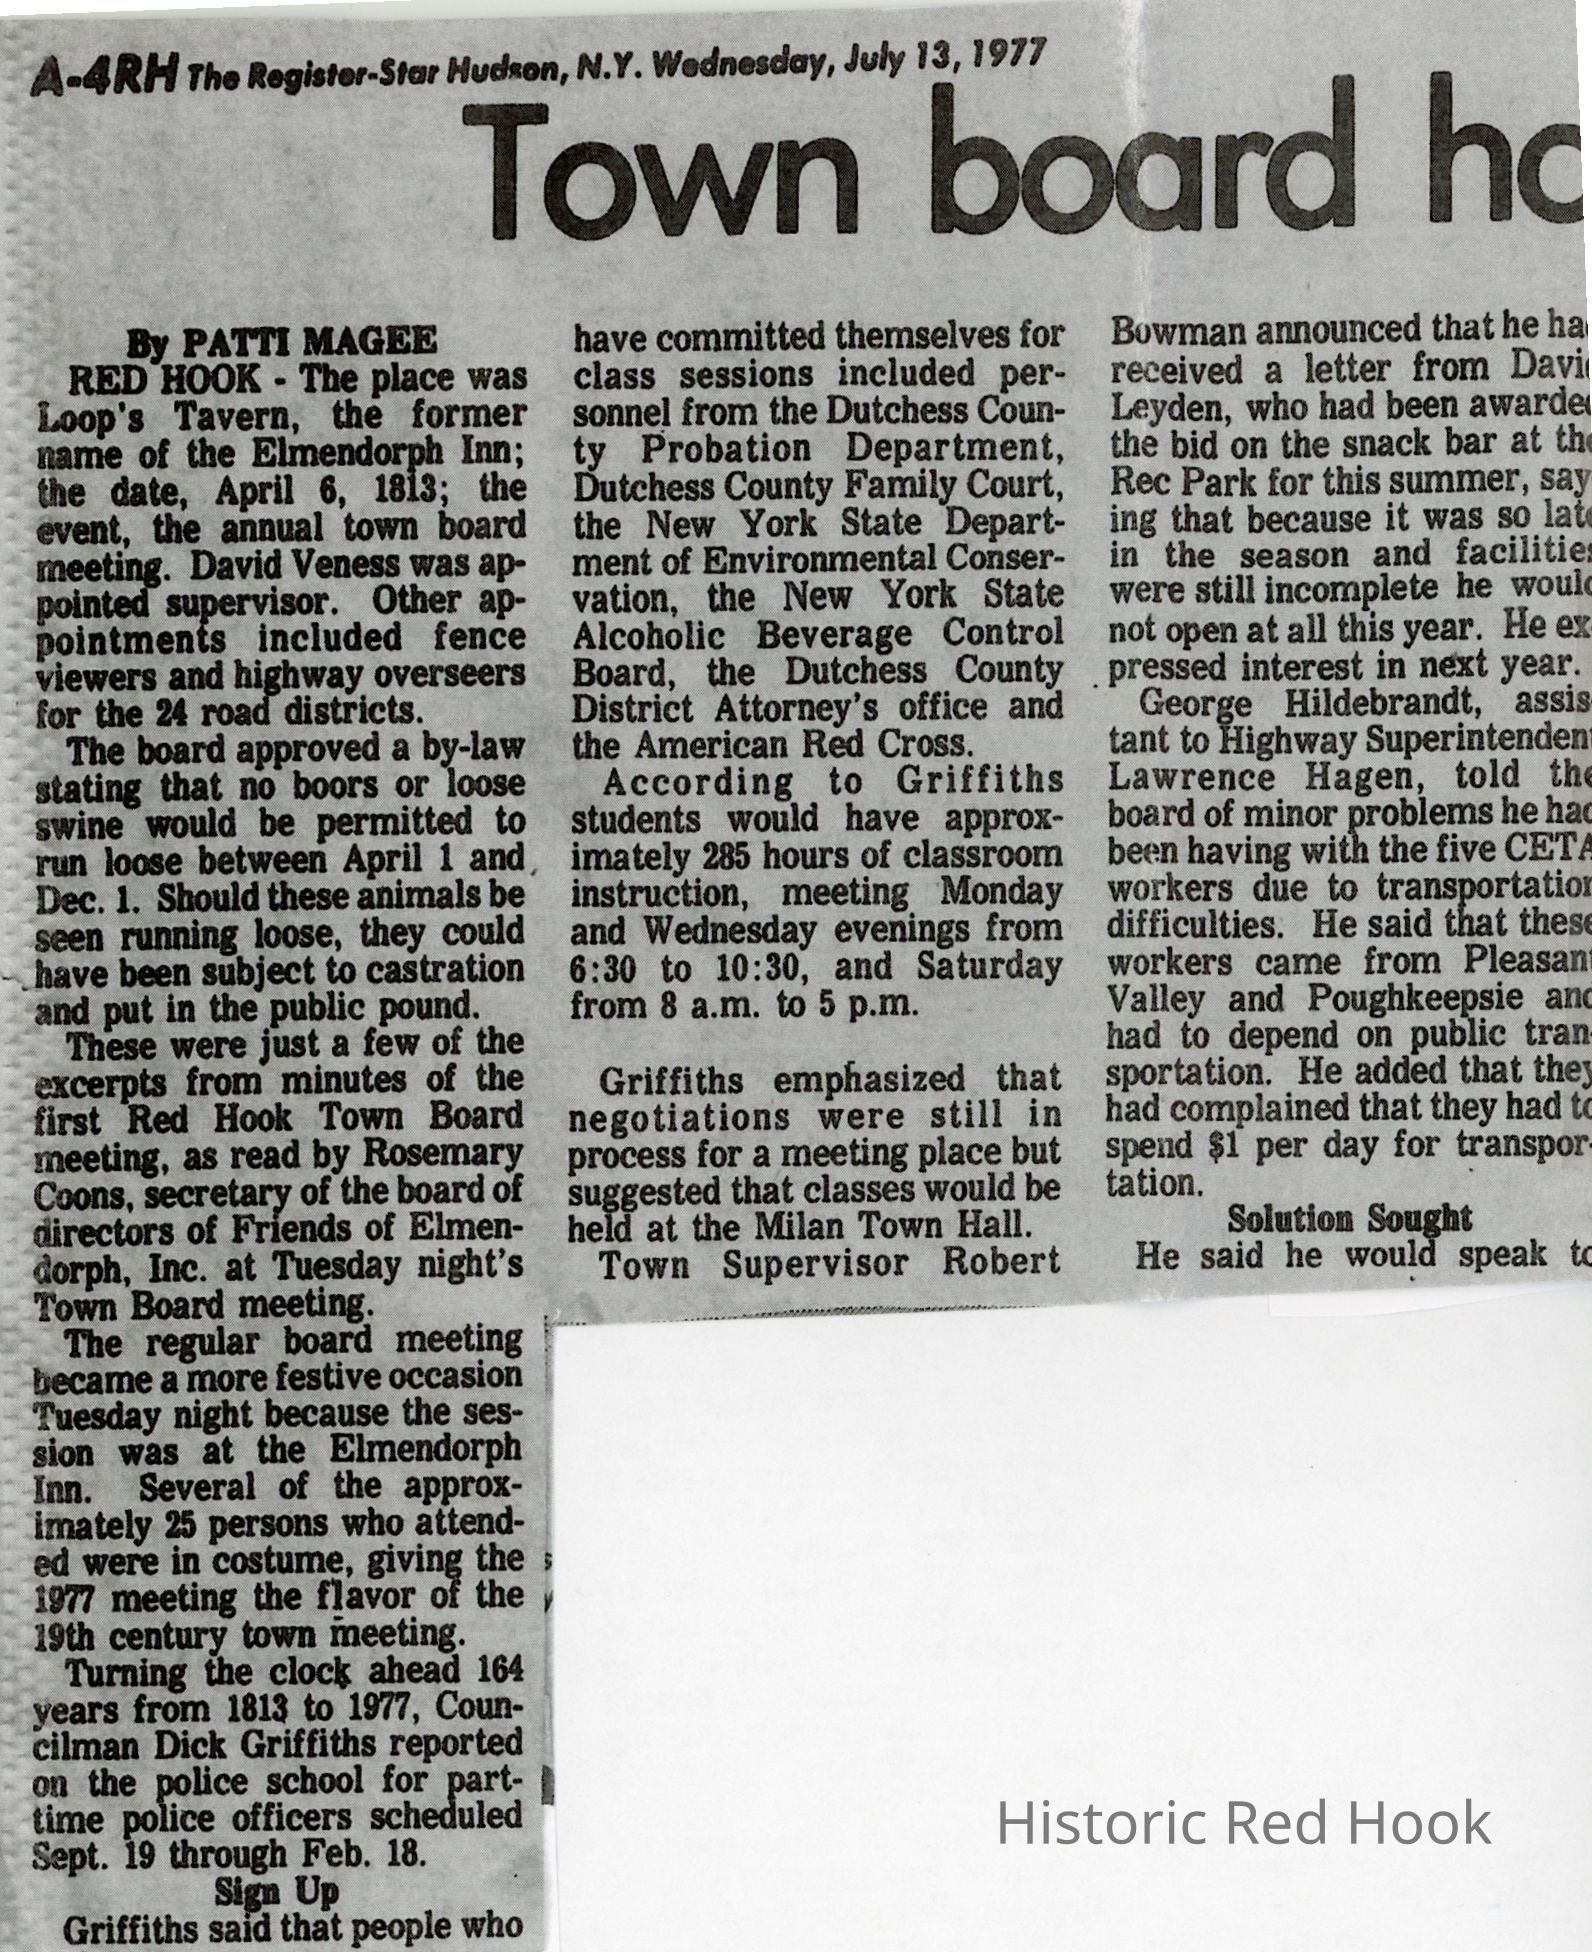 A-4RH The Register-Star Hudson, N.Y. Wednesday, July 13, 1977
Town board
By PATTI MAGEE
RED HOOK - The place was
Loop's Tavern, the former
name of the Elmendorph Inn;
the date, April 6, 1813; the
event, the annual town board
meeting. David Veness was ap-
pointed supervisor. Other ap-
pointments included fence
viewers and highway overseers
for the 24 road districts.
The board approved a by-law
stating that no boors or loose
swine would be permitted to
run loose between April 1 and
Dec. 1. Should these animals be
seen running loose, they could
have been subject to castration
and put in the public pound.
These were just a few of the
excerpts from minutes of the
first Red Hook Town Board
meeting, as read by Rosemary
Coons, secretary of the board of
directors of Friends of Elmen-
dorph, Inc. at Tuesday night's
Town Board meeting.
The regular board meeting
became a more festive occasion
Tuesday night because the ses-
sion was at the Elmendorph
Inn. Several of the approx-
imately 25 persons who attend-
ed were in costume, giving the
1977 meeting the flavor of the
19th century town meeting.
Turning the clock ahead 164
years from 1813 to 1977, Coun-
cilman Dick Griffiths reported
on the police school for part-
time police officers scheduled
Sept. 19 through Feb. 18.
Sign Up
Griffiths said that people who
have committed themselves for
class sessions included per-
sonnel from the Dutchess Coun-
ty Probation Department,
Dutchess County Family Court,
the New York State Depart-
ment of Environmental Conser-
vation, the New York State
Alcoholic Beverage Control
Board, the Dutchess County
District Attorney's office and
the American Red Cross.
According to Griffiths
students would have approx-
imately 285 hours of classroom
instruction, meeting Monday
and Wednesday evenings from
6:30 to 10:30, and Saturday
from 8 a.m. to 5 p.m.
Griffiths emphasized that
negotiations were still in
process for a meeting place but
suggested that classes would be
held at the Milan Town Hall.
Town Supervisor Robert
Bowman announced that he ha
received a letter from Davi
Leyden, who had been awarded
the bid on the snack bar at the
Rec Park for this summer, say
ing that because it was so late
in the season and facilities
were still incomplete he would
not open at all this year. He ex-
pressed interest in next year.
George Hildebrandt, assis-
tant to Highway Superintendent
Lawrence Hagen, told the
board of minor problems he had
been having with the five CETA
workers due to transportation
difficulties. He said that these
workers came from Pleasant
Valley and Poughkeepsie and
had to depend on public tran-
sportation. He added that they
had complained that they had to
spend $1 per day for transpor-
tation.
Solution Sought
He said he would speak to
Historic Red Hook